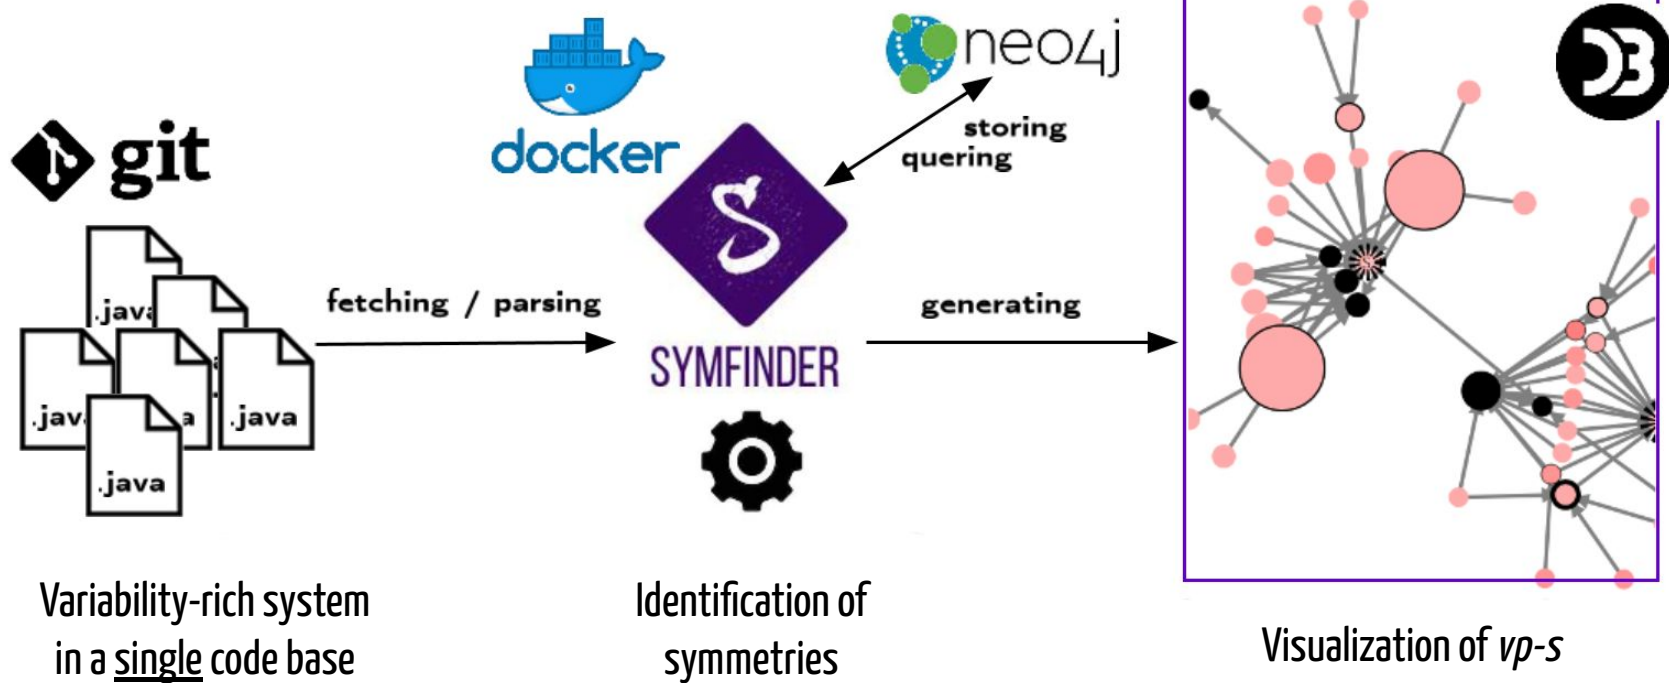 git
.java
.java
a
.java
.java
fetching / parsing
docker
SYMFINDER
neo4j
storing
quering
generating
Variability-rich system
in a single code base
Identification of
symmetries
Visualization of vp-s